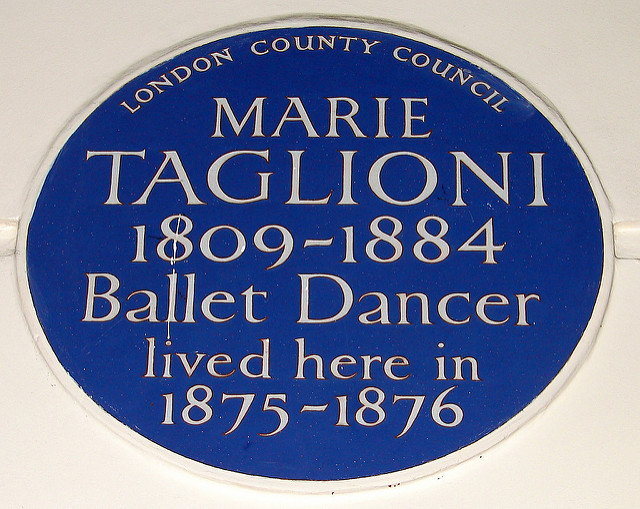 LONDON COUNTY COUNCIL
MARIE
TAGLIONI
1809-1884
Ballet Dancer
lived here in
1875-1876